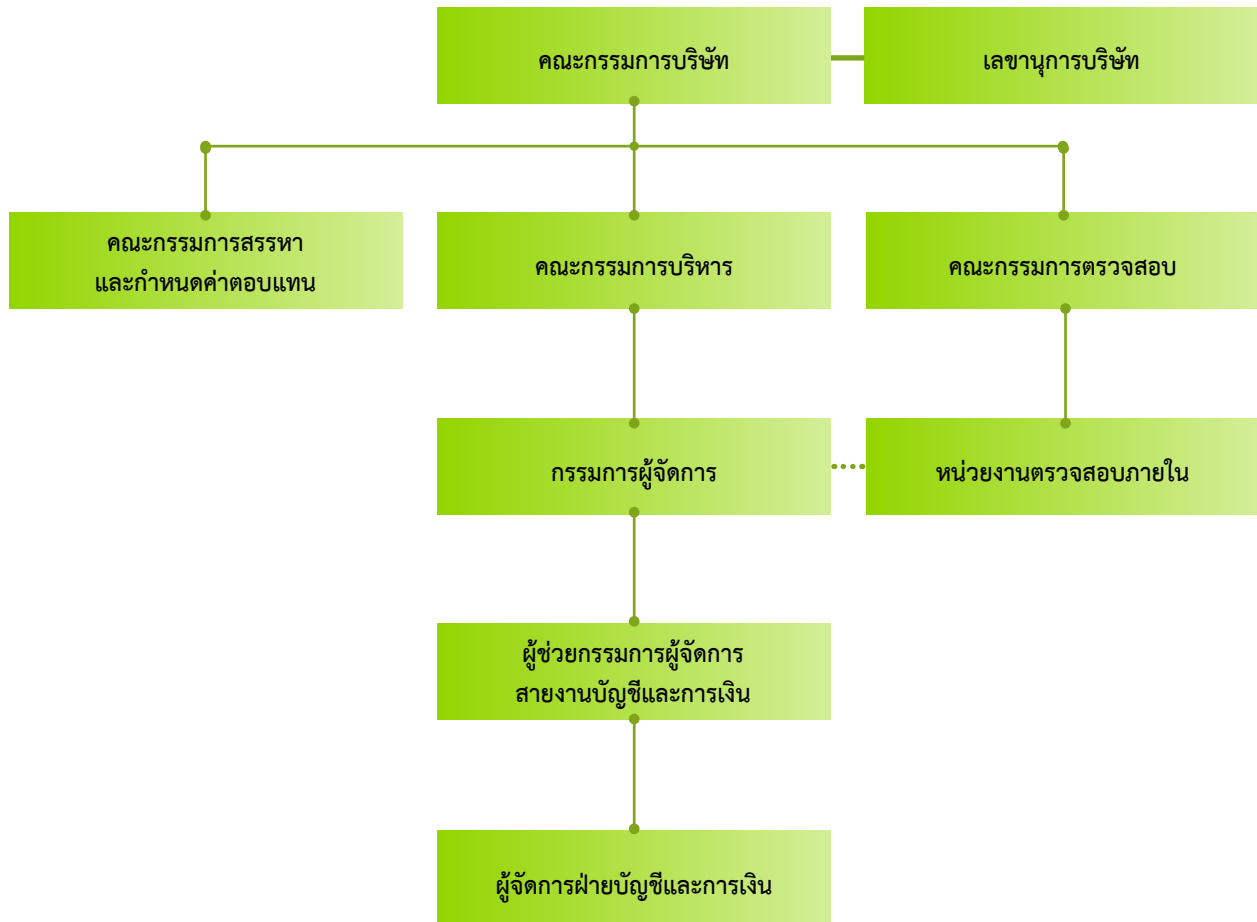 คณะกรรมการบริษัท
เลขานุการบริษัท
คณะกรรมการสรรหา
และกำหนดค่าตอบแทน
คณะกรรมการบริหาร
คณะกรรมการตรวจสอบ
กรรมการผู้จัดการ
หน่วยงานตรวจสอบภายใน
ผู้ช่วยกรรมการผู้จัดการ
สายงานบัญชีและการเงิน
ผู้จัดการฝ่ายบัญชีและการเงิน